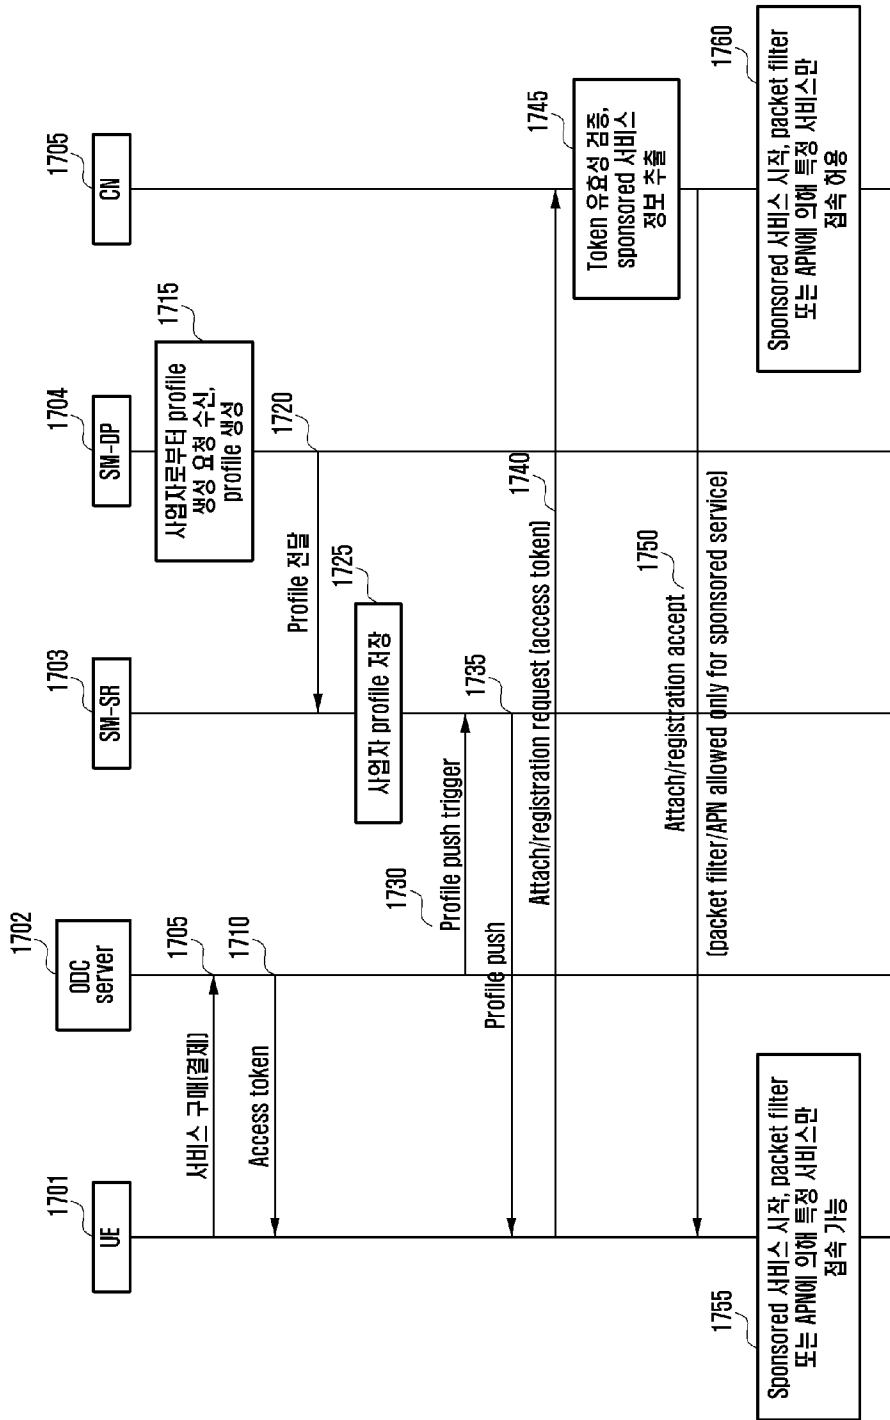 1701
UE
1702
ODC
server
1703
SM-SR
1704
SM-DP
1705
CN
서비스 구매(결제)
1705
Access token
1710
1715
사업자로부터 profile
생성 요청 수신,
profile 생성
Profile 전달
1720
1725
사업자 profile 저장
1730
Profile push trigger
Profile push
1735
Attach/registration request (access token)
1740
1745
Token 유효성 검증,
sponsored 서비스
정보 추출
Attach/registration accept
1750
(packet filter/APN allowed only for sponsored service)
1755
Sponsored 서비스 시작, packet filter
또는 APN에 의해 특정 서비스만
접속 가능
1760
Sponsored 서비스 시작, packet filter
또는 APN에 의해 특정 서비스만
접속 허용